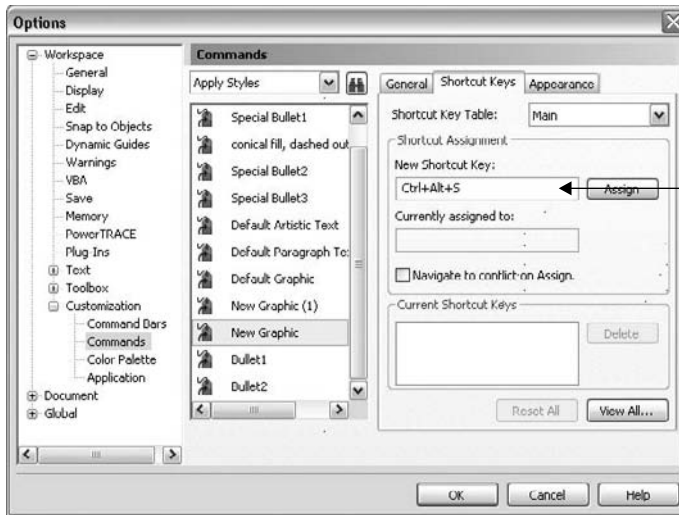 Options
Workspace
General
Display
Edit
Snap to Objects
Dynamic Guides
Warnings
VBA
Save
Memory
PowerTRACE
Plug-Ins
Text
Toolbox
Customization
Command Bars
Commands
Color Palette
Application
Document
Global
Commands
Apply Styles
Special Bullet1
conical fill, dashed out
Special Bullet2
Special Bullet3
Default Artistic Text
Default Paragraph Te
Default Graphic
New Graphic (1)
New Graphic
Bullet1
Bullet2
General Shortcut Keys Appearance
Shortcut Key Table: Main
Shortcut Assignment
New Shortcut Key:
Ctrl+Alt+S Assign
Currently assigned to:
Navigate to conflict on Assign.
Current Shortcut Keys
Delete
Reset All View All...
OK Cancel Help